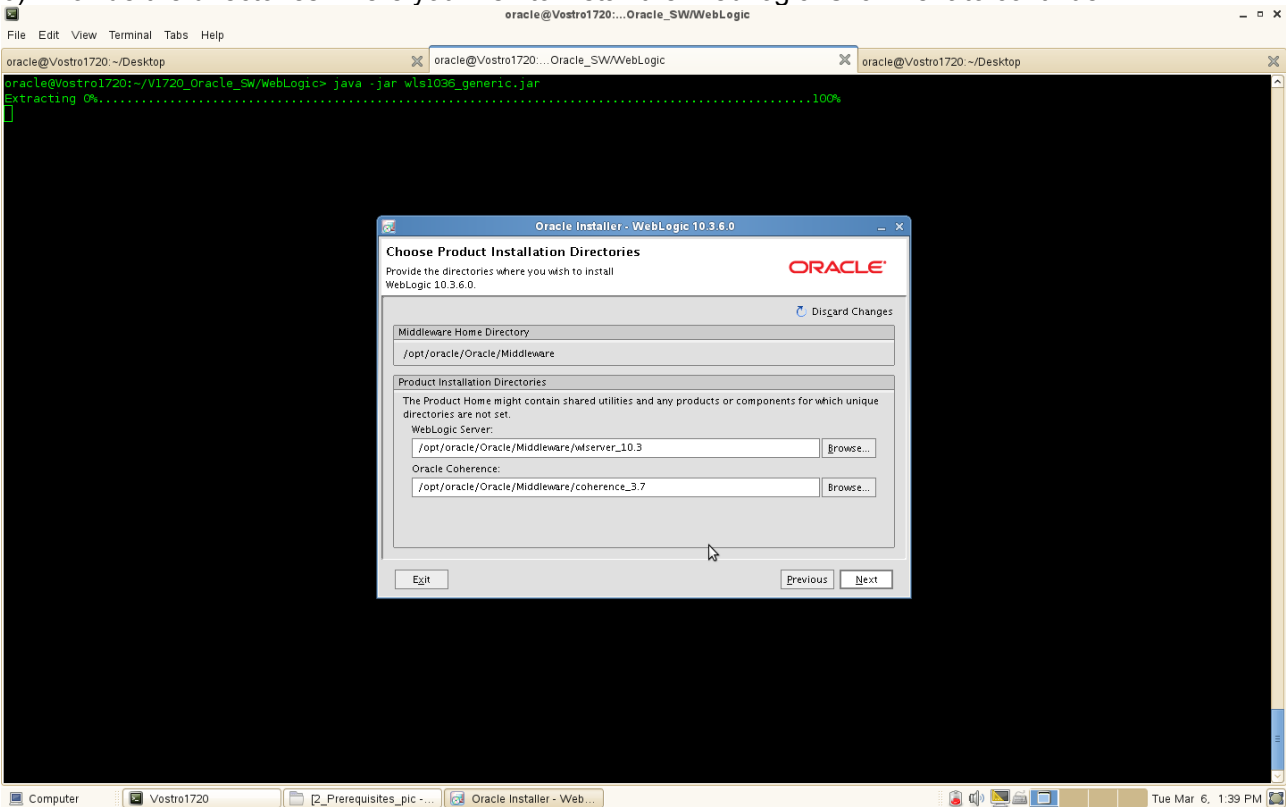 oracle@Vostro1720:...Oracle_SW/WebLogic
File Edit View Terminal Tabs Help
oracle@Vostro1720:~/Desktop
oracle@Vostro1720:...Oracle_SW/WebLogic
oracle@Vostro1720:~/Desktop
oracle@Vostro1720:~/V1720_Oracle_SW/WebLogic> java -jar wls1036_generic.jar
Extracting 0%....................................................................................................100%
Oracle Installer - WebLogic 10.3.6.0
Choose Product Installation Directories
Provide the directories where you wish to install
WebLogic 10.3.6.0.
ORACLE
Discard Changes
Middleware Home Directory
/opt/oracle/Oracle/Middleware
Product Installation Directories
The Product Home might contain shared utilities and any products or components for which unique
directories are not set.
WebLogic Server:
/opt/oracle/Oracle/Middleware/wlserver_10.3
Browse...
Oracle Coherence:
/opt/oracle/Oracle/Middleware/coherence_3.7
Browse...
Exit
Previous
Next
Computer
Vostro1720
[2_Prerequisites_pic -...
Oracle Installer - Web...
Tue Mar 6, 1:39 PM